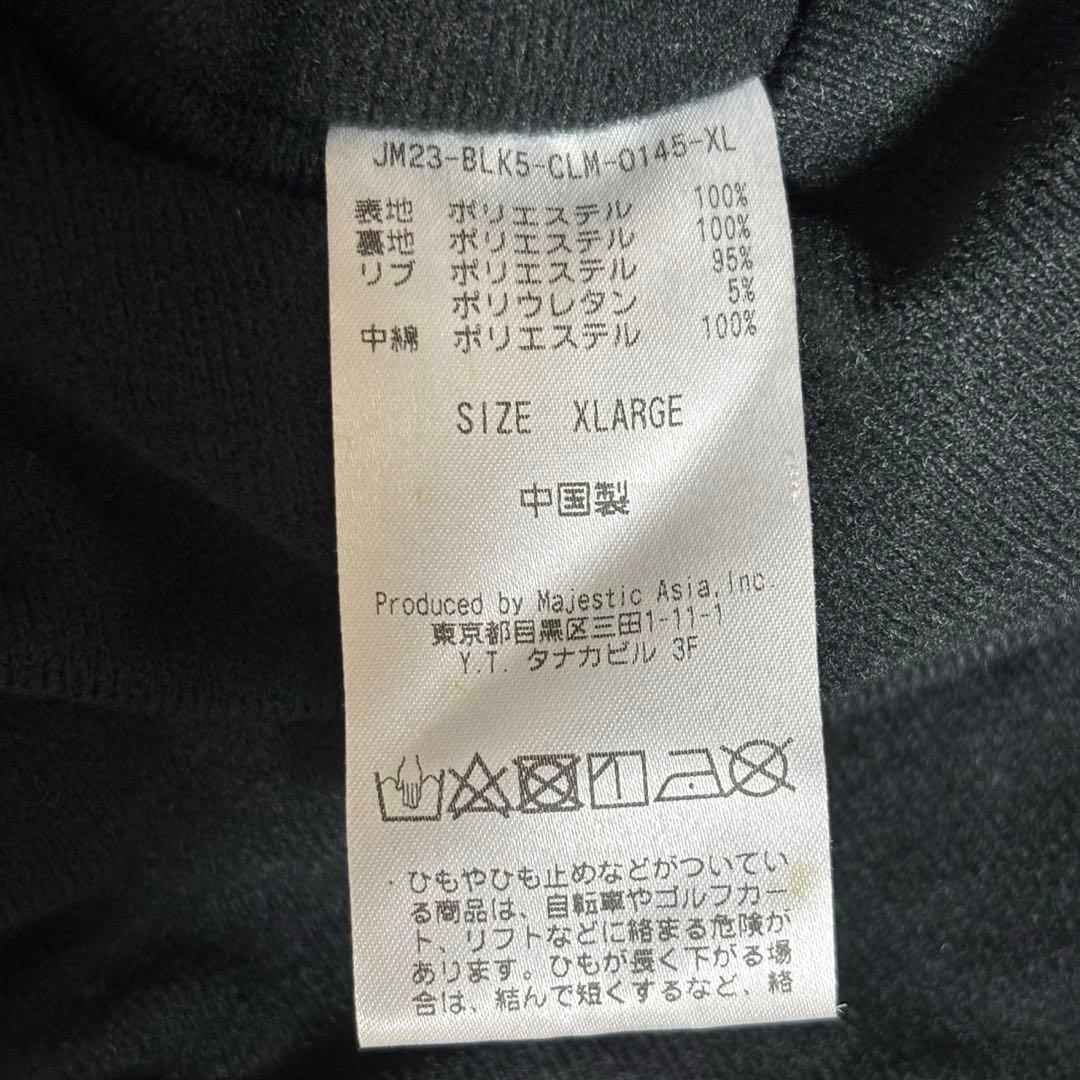 JM23-BLK5-CLM-0145-XL
表地 ポリエステル 100%
裏地 ポリエステル 100%
リブ ポリエステル 95%
ポリウレタン 5%
中綿 ポリエステル 100%
SIZE XLARGE
中国製
Produced by Majestic Asia,Inc.
東京都目黒区三田1-11-1
Y.T. タナカビル 3F
・ひもやひも止めなどがついてい
る商品は、自転車やゴルフカー
ト、リフトなどに絡まる危険が
あります。ひもが長く下がる場
合は、結んで短くするなど、絡